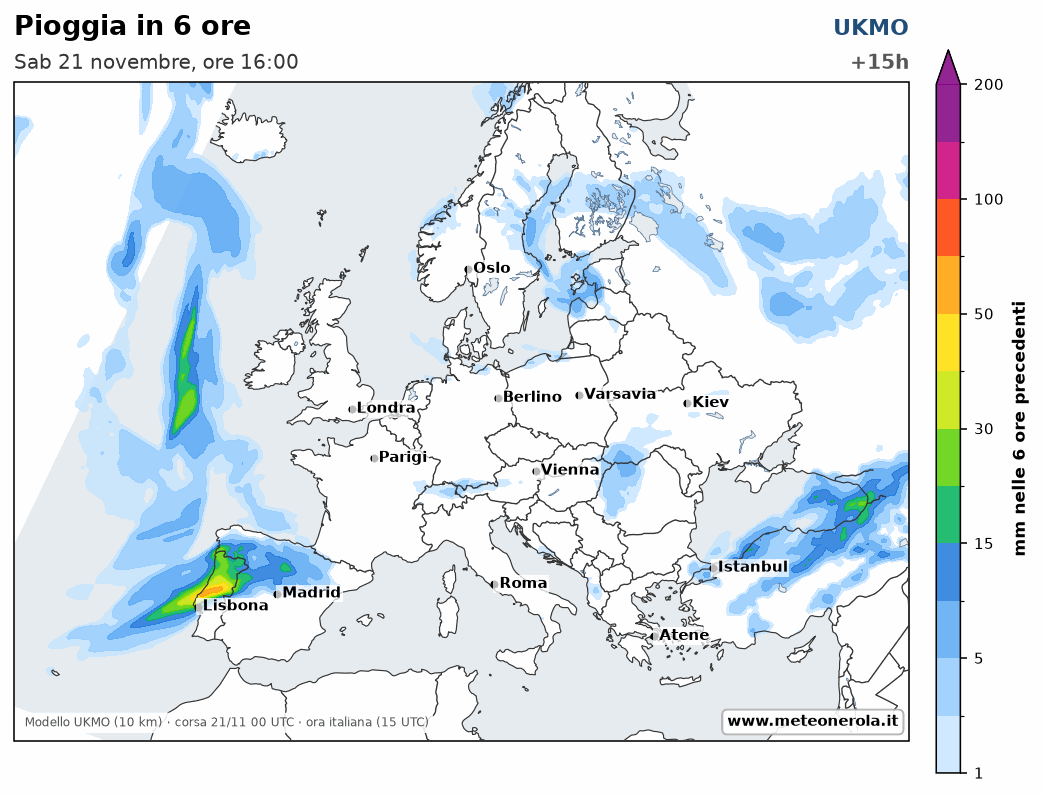 Pioggia in 6 ore
UKMO
Sab 21 novembre, ore 16:00
+15h
200
100
50
30
15
5
1
mm nelle 6 ore precedenti
Oslo
Londra
Berlino
Varsavia
Kiev
Parigi
Vienna
Istanbul
Roma
Madrid
Lisbona
Atene
Modello UKMO (10 km) · corsa 21/11 00 UTC · ora italiana (15 UTC)
www.meteonerola.it